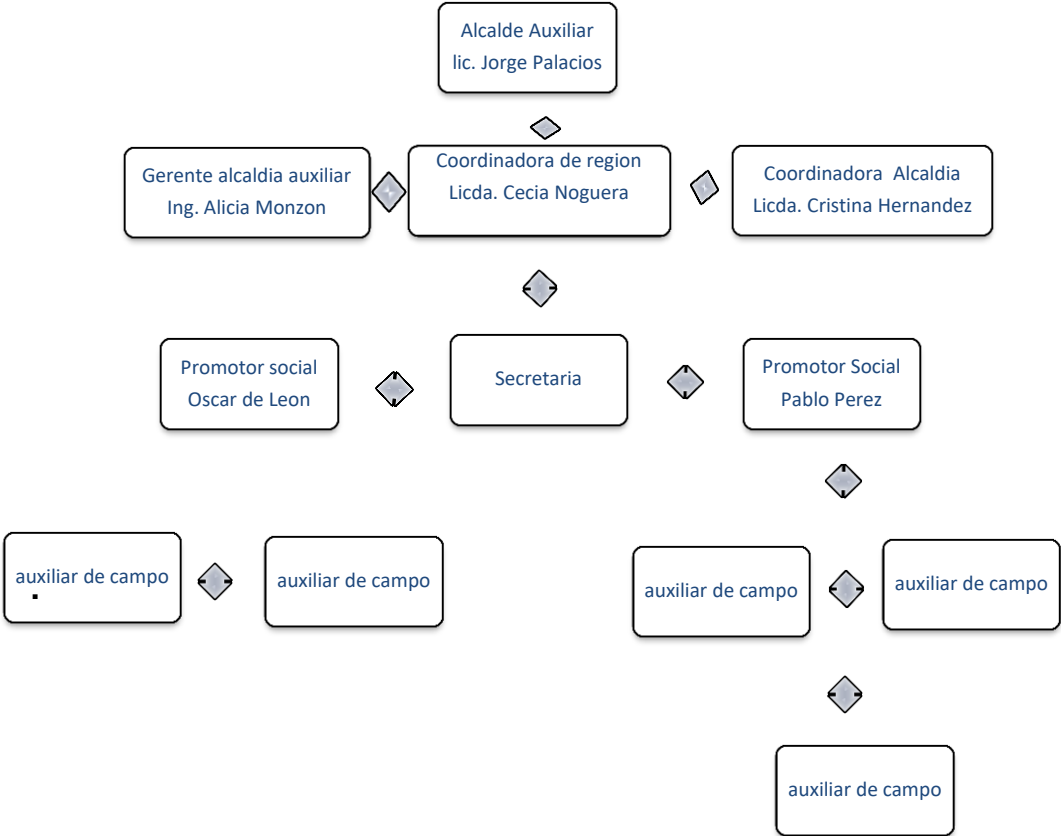 Alcalde Auxiliar
lic. Jorge Palacios
Gerente alcaldia auxiliar
Ing. Alicia Monzon
Coordinadora de region
Licda. Cecia Noguera
Coordinadora Alcaldia
Licda. Cristina Hernandez
Promotor social
Oscar de Leon
Secretaria
Promotor Social
Pablo Perez
auxiliar de campo
.
auxiliar de campo
auxiliar de campo
auxiliar de campo
auxiliar de campo